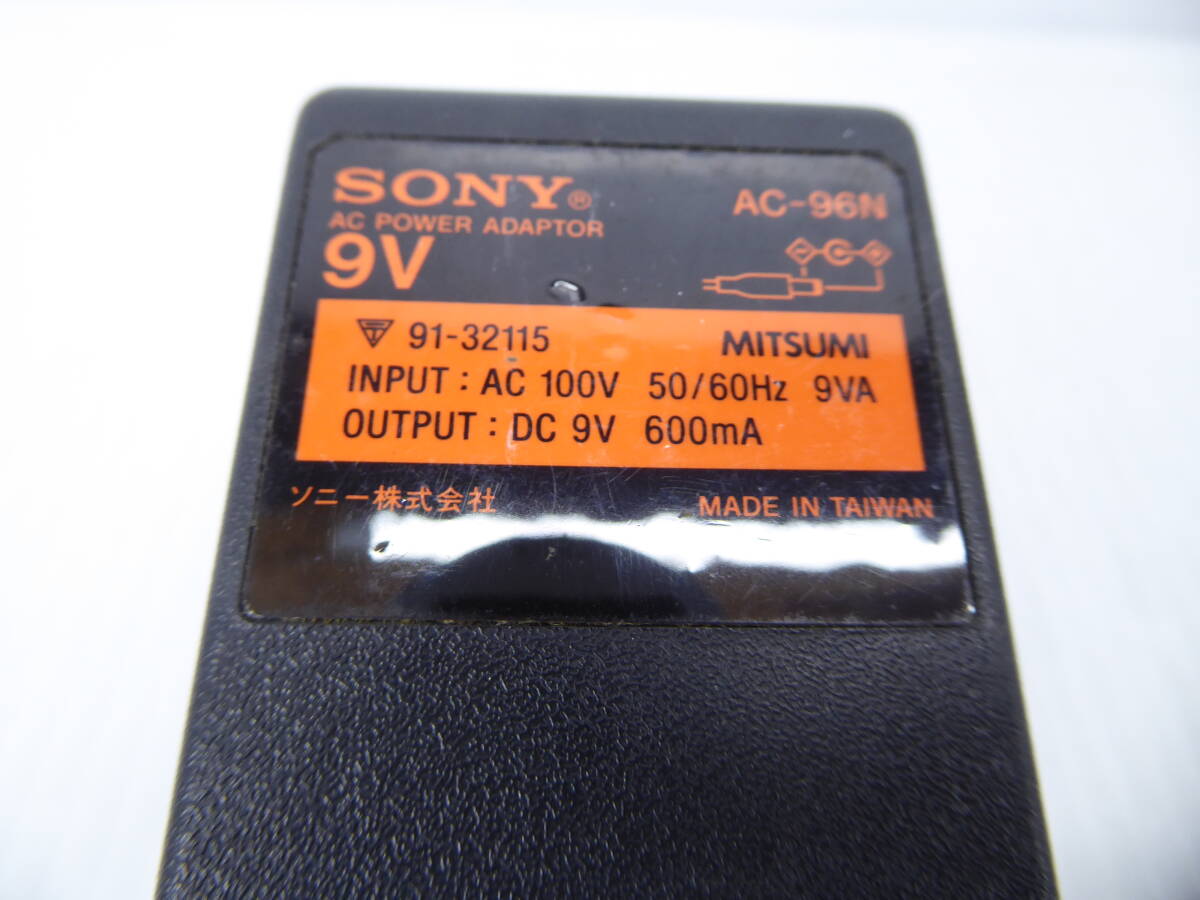 SONY®
AC-96N
AC POWER ADAPTOR
9V
91-32115
MITSUMI
INPUT : AC 100V 50/60Hz 9VA
OUTPUT : DC 9V 600mA
ソニー株式会社
MADE IN TAIWAN